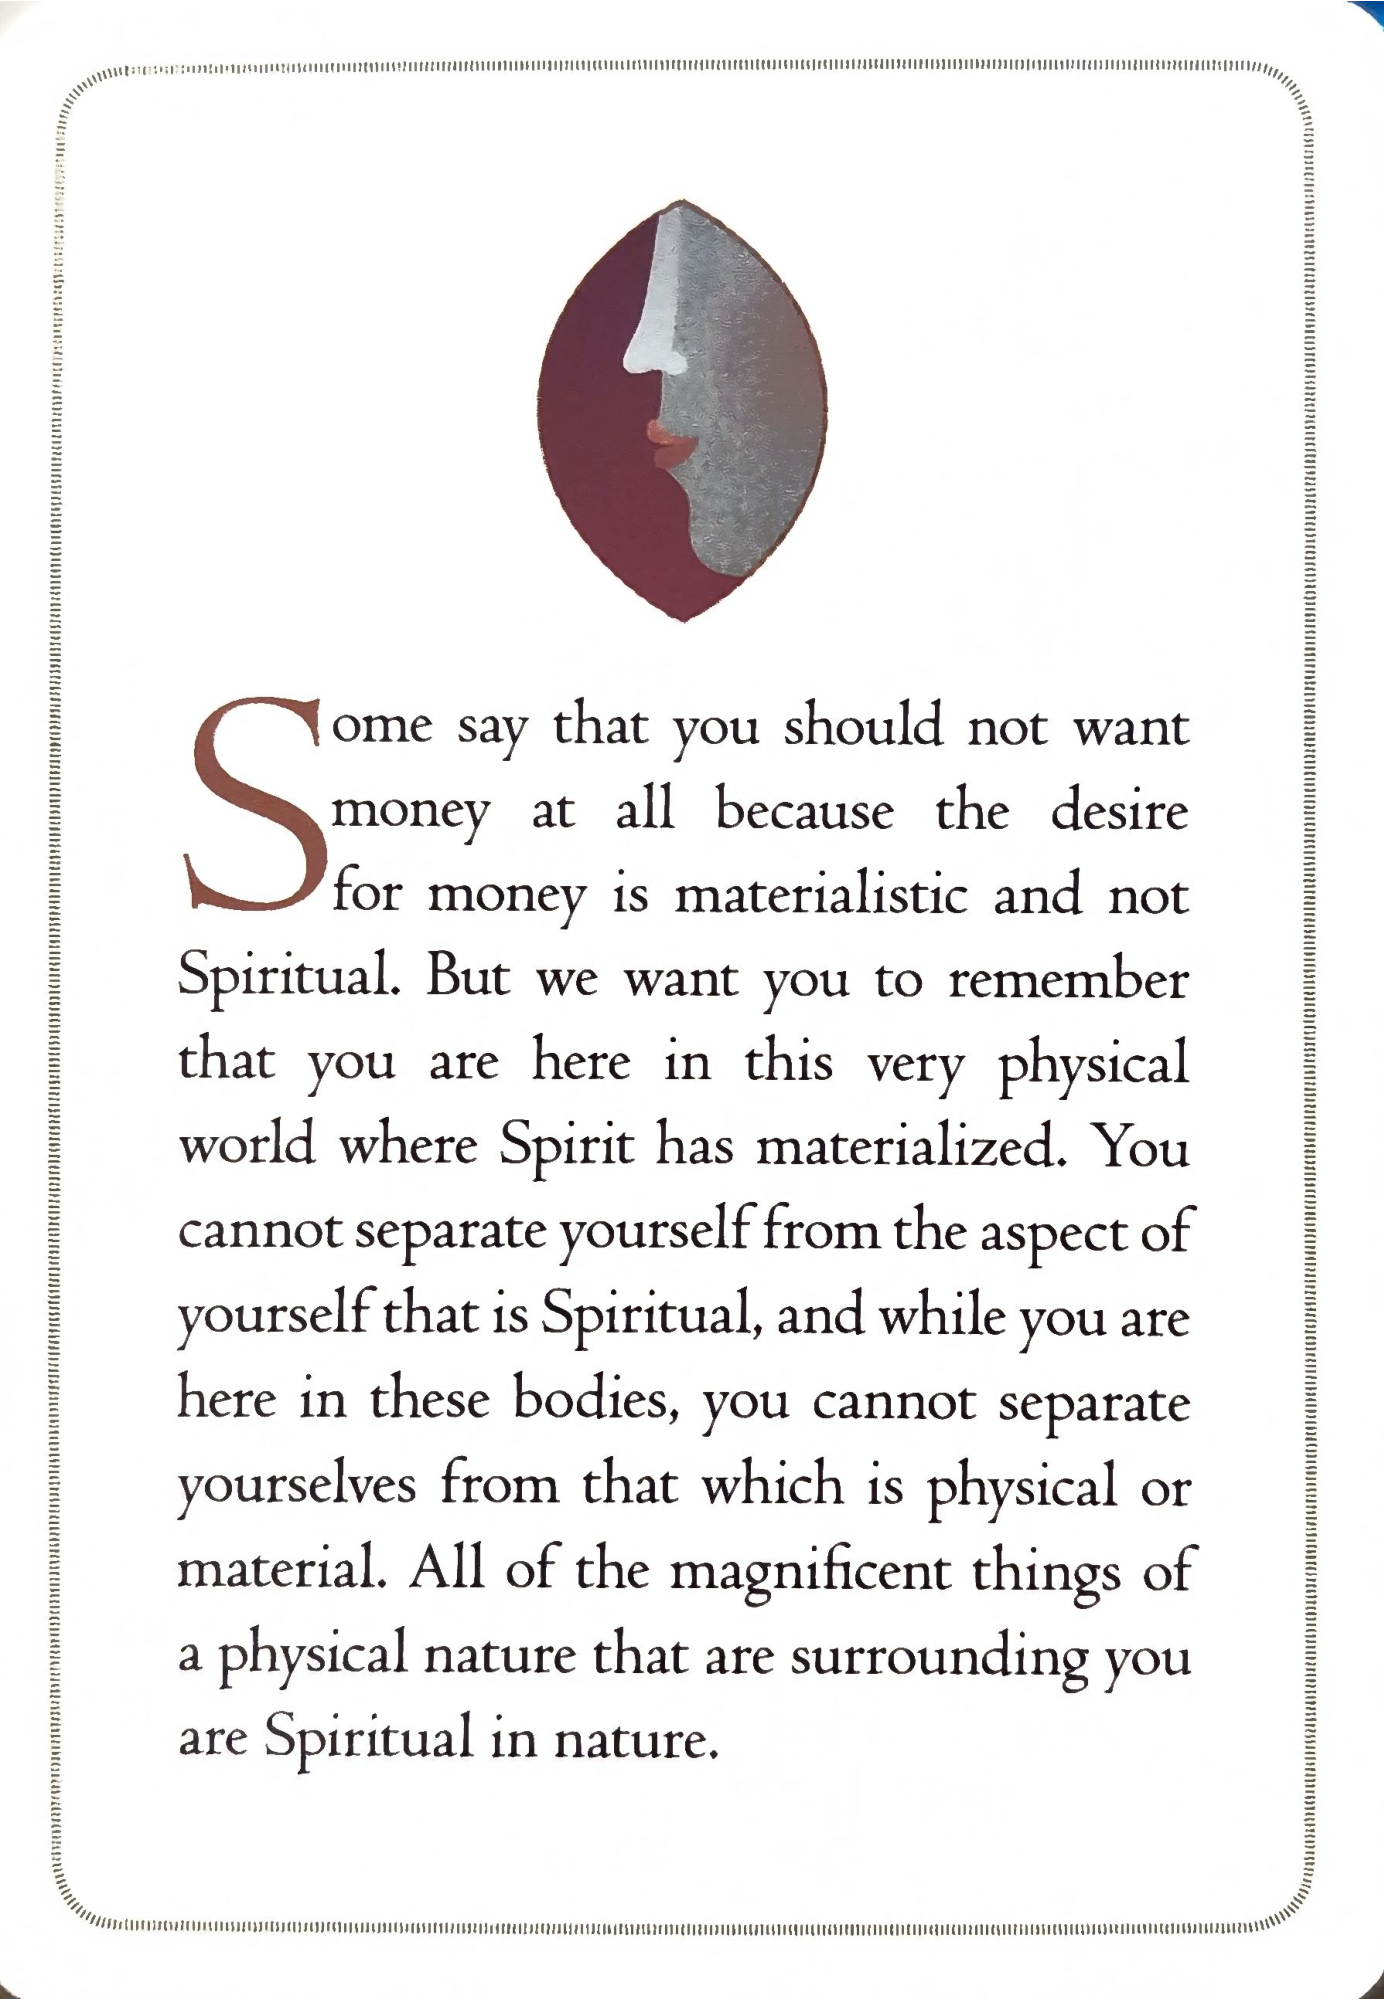 Some say that you should not want
money at all because the desire
for money is materialistic and not
Spiritual. But we want you to remember
that you are here in this very physical
world where Spirit has materialized. You
cannot separate yourself from the aspect of
yourself that is Spiritual, and while you are
here in these bodies, you cannot separate
yourselves from that which is physical or
material. All of the magnificent things of
a physical nature that are surrounding you
are Spiritual in nature.